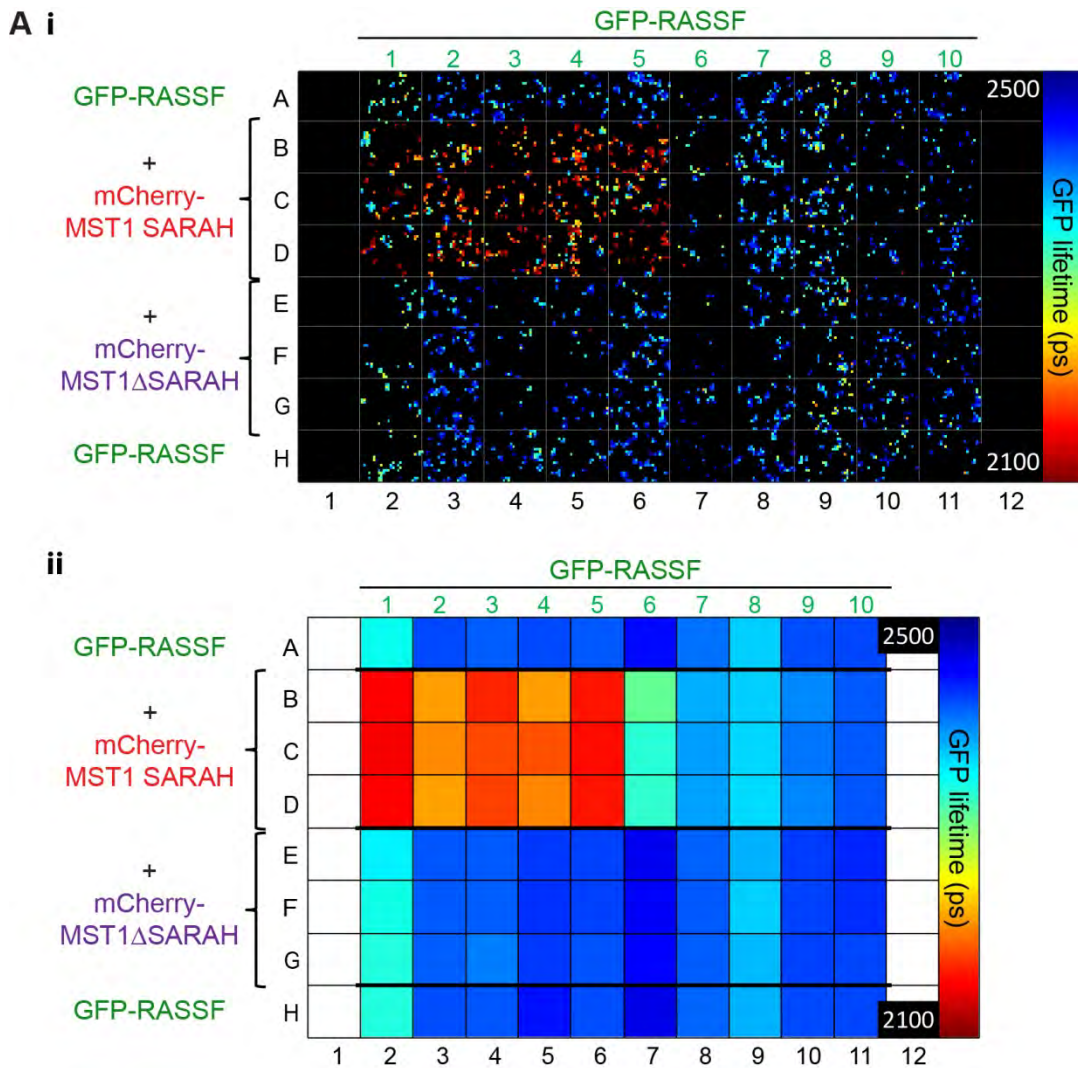 A i
GFP-RASSF
1 2 3 4 5 6 7 8 9 10
GFP-RASSF
+
mCherry-
MST1 SARAH
+
mCherry-
MST1ΔSARAH
GFP-RASSF
A
B
C
D
E
F
G
H
2500
GFP lifetime (ps)
2100
1 2 3 4 5 6 7 8 9 10 11 12
ii
GFP-RASSF
1 2 3 4 5 6 7 8 9 10
GFP-RASSF
+
mCherry-
MST1 SARAH
+
mCherry-
MST1ΔSARAH
GFP-RASSF
A
B
C
D
E
F
G
H
2500
GFP lifetime (ps)
2100
1 2 3 4 5 6 7 8 9 10 11 12